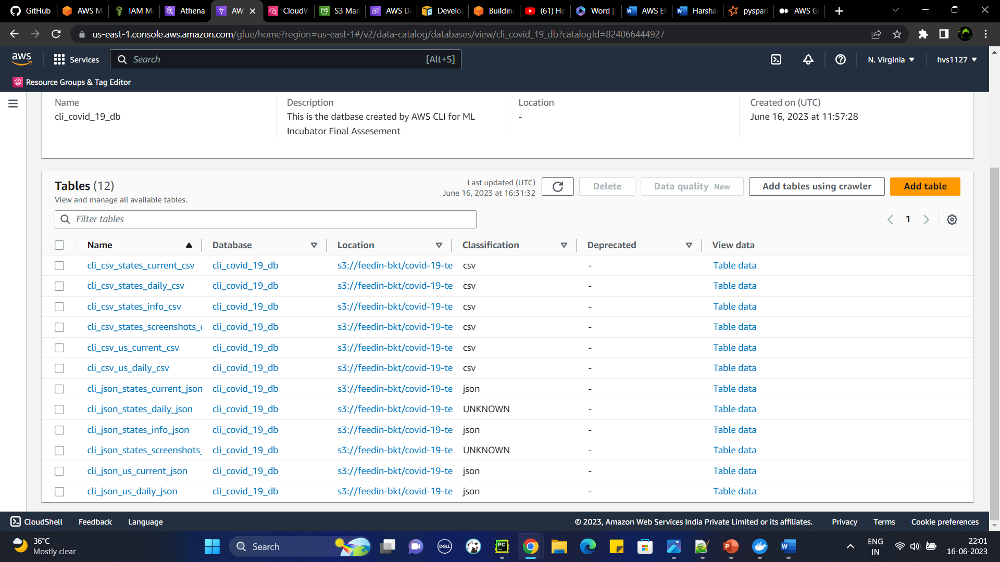 GitHub
AWS M
IAM Ma
Athena
AW
CloudW
S3 Man
AWS Da
Develo
Building
(61) Ho
Word |
AWS EN
Harsha
pyspark
AWS Gl
us-east-1.console.aws.amazon.com/glue/home?region=us-east-1#/v2/data-catalog/databases/view/cli_covid_19_db?catalogId=824066444927
aws
Services
Search
[Alt+S]
N. Virginia
hvs1127
Resource Groups & Tag Editor
Name
cli_covid_19_db
Description
This is the datbase created by AWS CLI for ML
Incubator Final Assesement
Location
-
Created on (UTC)
June 16, 2023 at 11:57:28
Tables (12)
View and manage all available tables.
Last updated (UTC)
June 16, 2023 at 16:31:32
Delete
Data quality New
Add tables using crawler
Add table
Filter tables
1
Name Database Location Classification Deprecated View data
cli_csv_states_current_csv cli_covid_19_db s3://feedin-bkt/covid-19-te csv - Table data
cli_csv_states_daily_csv cli_covid_19_db s3://feedin-bkt/covid-19-te csv - Table data
cli_csv_states_info_csv cli_covid_19_db s3://feedin-bkt/covid-19-te csv - Table data
cli_csv_states_screenshots_c cli_covid_19_db s3://feedin-bkt/covid-19-te csv - Table data
cli_csv_us_current_csv cli_covid_19_db s3://feedin-bkt/covid-19-te csv - Table data
cli_csv_us_daily_csv cli_covid_19_db s3://feedin-bkt/covid-19-te csv - Table data
cli_json_states_current_json cli_covid_19_db s3://feedin-bkt/covid-19-te json - Table data
cli_json_states_daily_json cli_covid_19_db s3://feedin-bkt/covid-19-te UNKNOWN - Table data
cli_json_states_info_json cli_covid_19_db s3://feedin-bkt/covid-19-te json - Table data
cli_json_states_screenshots_ cli_covid_19_db s3://feedin-bkt/covid-19-te UNKNOWN - Table data
cli_json_us_current_json cli_covid_19_db s3://feedin-bkt/covid-19-te json - Table data
cli_json_us_daily_json cli_covid_19_db s3://feedin-bkt/covid-19-te json - Table data
CloudShell
Feedback
Language
© 2023, Amazon Web Services India Private Limited or its affiliates.
Privacy
Terms
Cookie preferences
36°C
Mostly clear
Search
DELL
PC
ENG
IN
22:01
16-06-2023